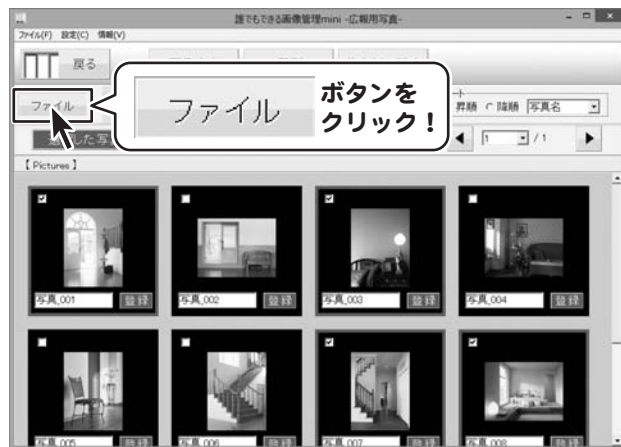 誰でもできる画像管理mini -広報用写真-
ファイル(F) 設定(C) 情報(V)
戻る
ファイル
ファイル
ボタンを
クリック！
昇順 降順 写真名
した写
1 / 1
【 Pictures 】
写真_001 登録
写真_002 登録
写真_003 登録
写真_004 登録
写真_005 登録
写真_006 登録
写真_007 登録
写真_008 登録